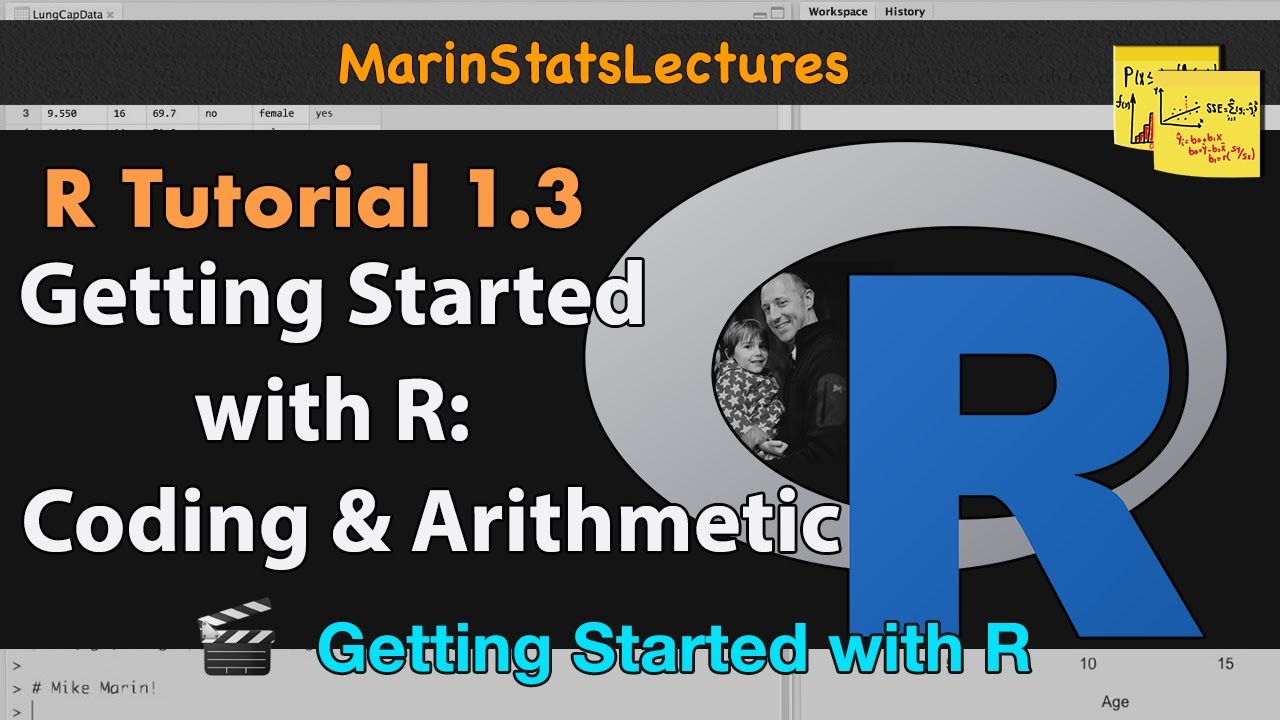 LungCapData
Workspace History
MarinStatsLectures
3 9.550 16 69.7 no female yes
R Tutorial 1.3
Getting Started
with R:
Coding & Arithmetic
R
Getting Started with R
>
> # Mike Marin!
>
10 15
Age